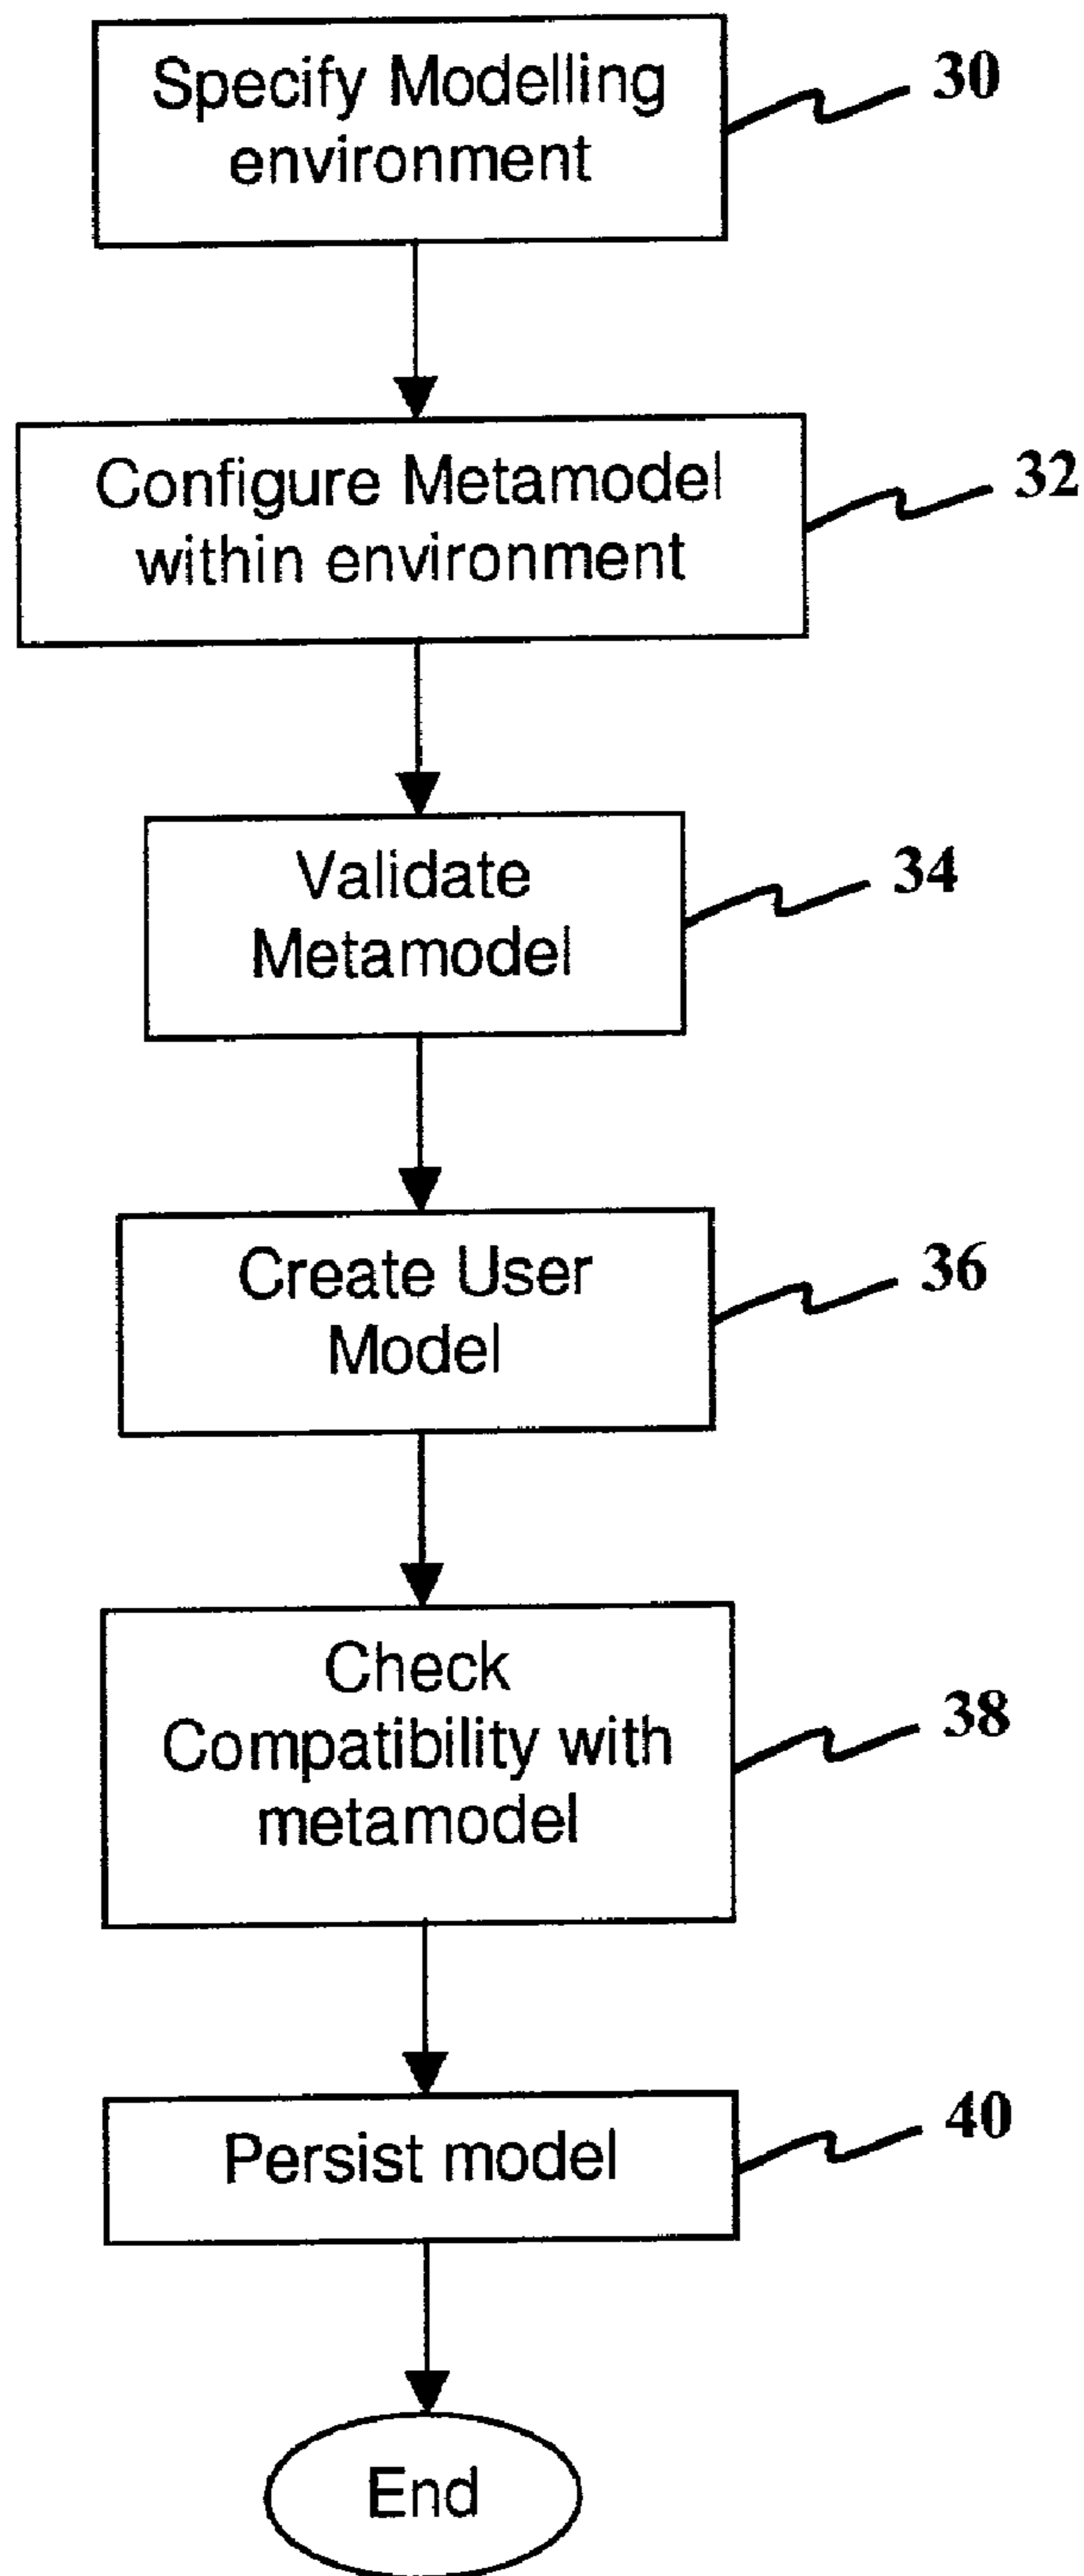 Specify Modelling
environment
30
Configure Metamodel
within environment
32
Validate
Metamodel
34
Create User
Model
36
Check
Compatibility with
metamodel
38
Persist model
40
End